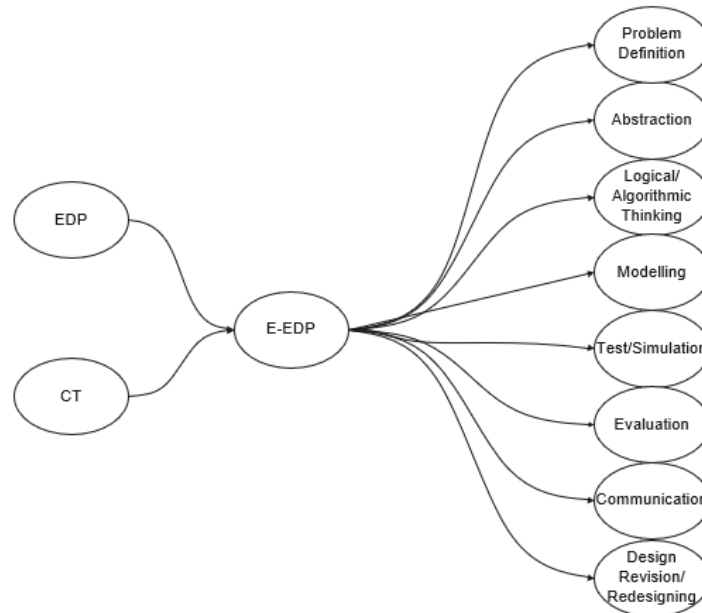 EDP
CT
E-EDP
Problem
Definition
Abstraction
Logical/
Algorithmic
Thinking
Modelling
Test/Simulation
Evaluation
Communication
Design
Revision/
Redesigning